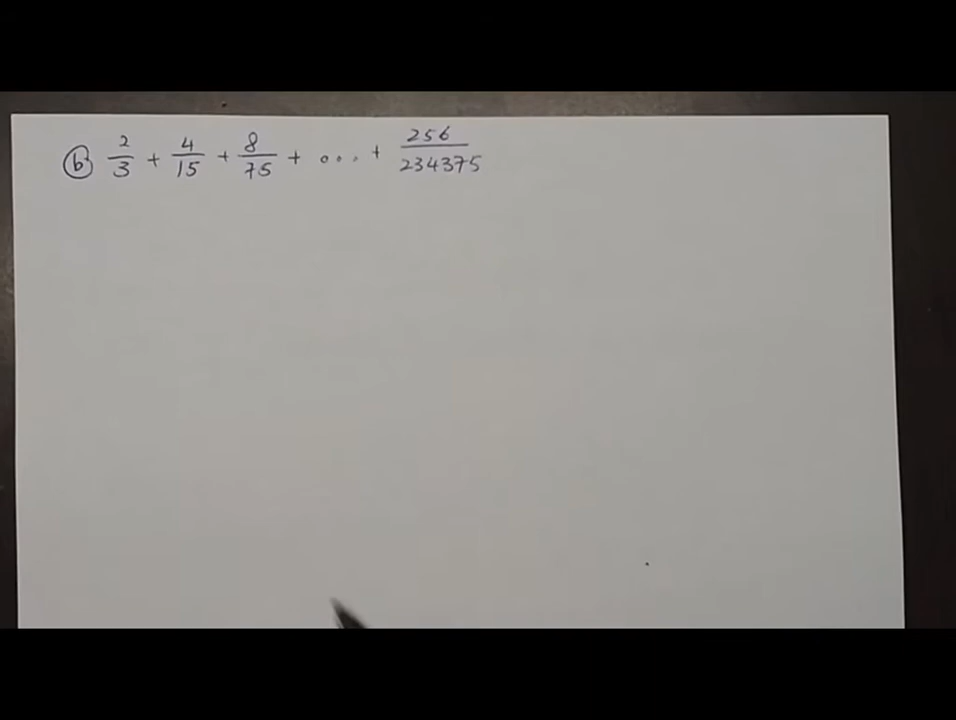 (b) 2/3 + 4/15 + 8/75 + ... + 256/234375